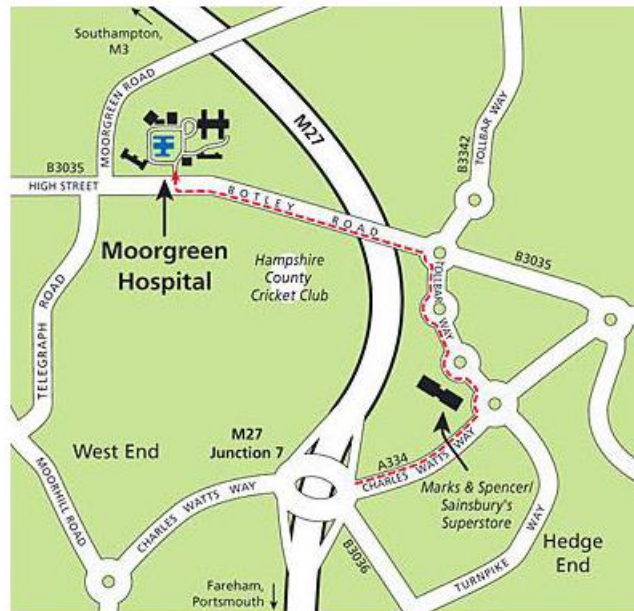 Southampton,
M3
MOORGREEN ROAD
M27
B3342
TOLLBAR WAY
B3035
HIGH STREET
BOTLEY ROAD
Moorgreen
Hospital
Hampshire
County
Cricket Club
B3035
TOLLBAR
WAY
TELEGRAPH ROAD
West End
M27
Junction 7
A334
CHARLES WATTS WAY
MOORHILL ROAD
CHARLES WATTS WAY
Marks & Spencer/
Sainsbury's
Superstore
B3036
TURNPIKE WAY
Hedge
End
Fareham,
Portsmouth